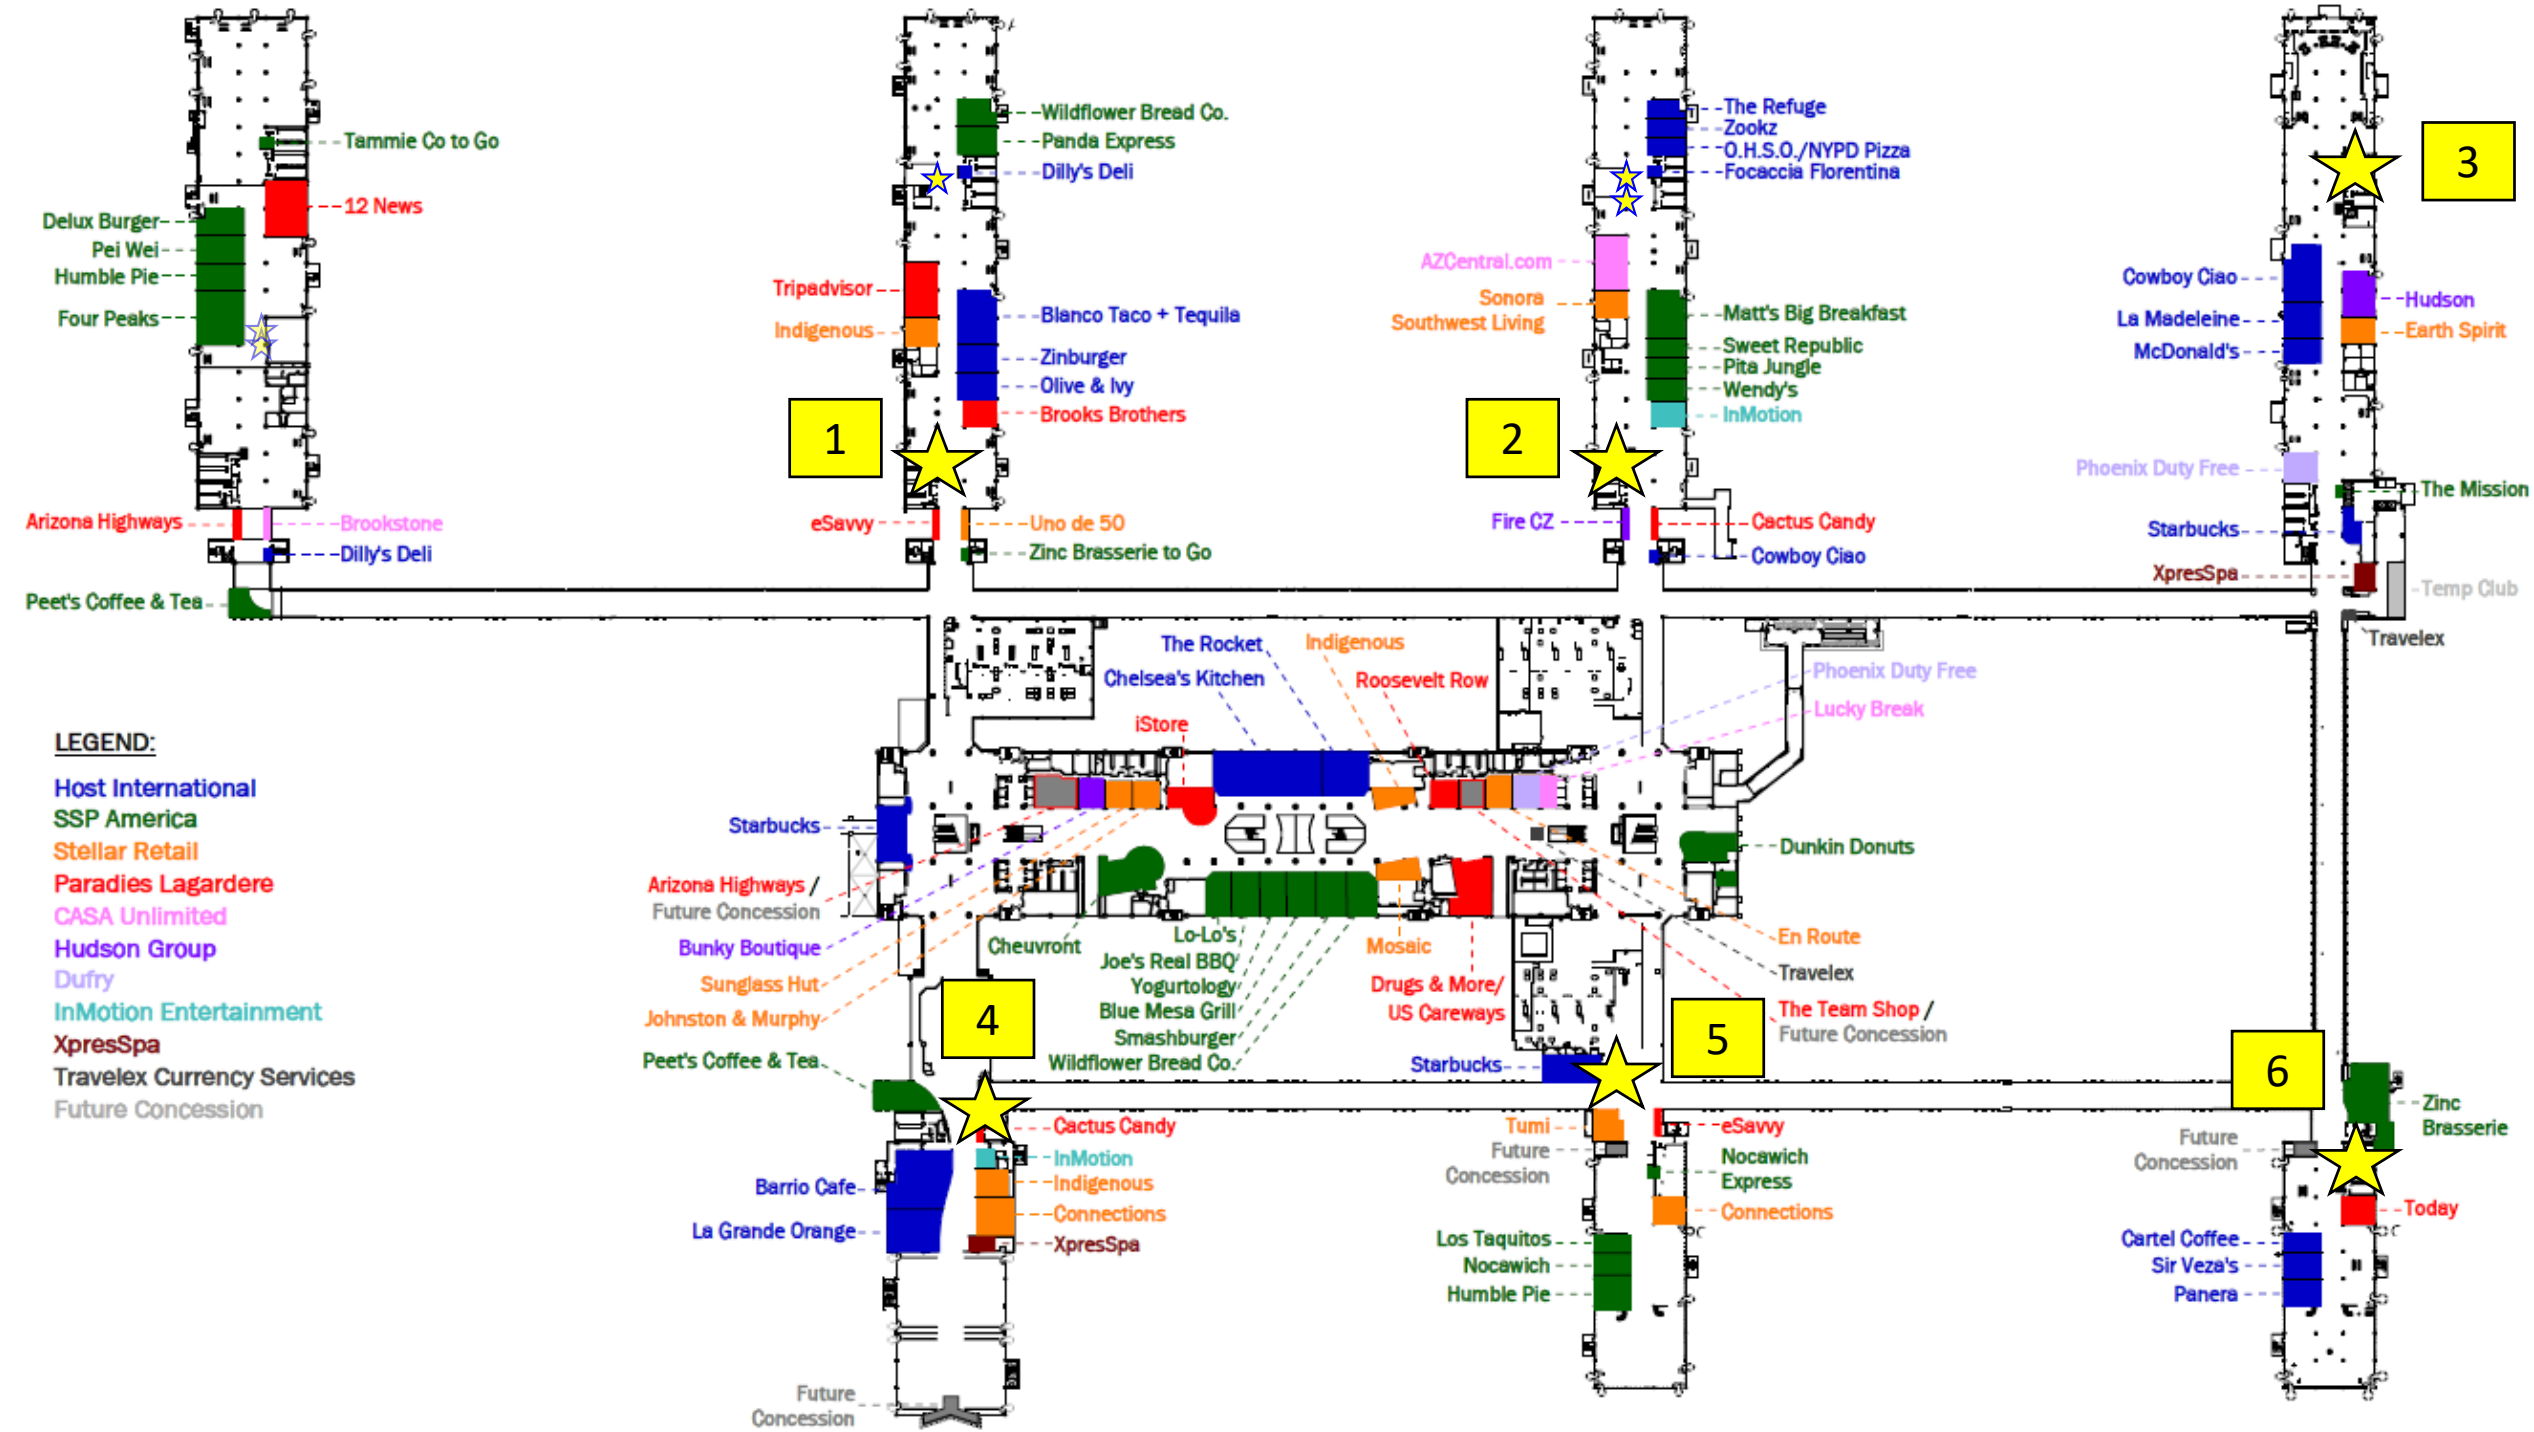 Tammie Co to Go
12 News
Delux Burger
Pei Wei
Humble Pie
Four Peaks
Arizona Highways
Brookstone
Dilly's Deli
Peet's Coffee & Tea
Wildflower Bread Co.
Panda Express
Dilly's Deli
Tripadvisor
Indigenous
Blanco Taco + Tequila
Zinburger
Olive & Ivy
Brooks Brothers
1
eSavvy
Uno de 50
Zinc Brasserie to Go
The Refuge
Zookz
O.H.S.O./NYPD Pizza
Focaccia Florentina
AZCentral.com
Sonora
Southwest Living
Matt's Big Breakfast
Sweet Republic
Pita Jungle
Wendy's
InMotion
2
Fire CZ
Cactus Candy
Cowboy Ciao
3
Cowboy Ciao
La Madeleine
McDonald's
Hudson
Earth Spirit
Phoenix Duty Free
The Mission
Starbucks
XpresSpa
Temp Club
Travelex
The Rocket
Chelsea's Kitchen
iStore
Indigenous
Roosevelt Row
Phoenix Duty Free
Lucky Break
Starbucks
Arizona Highways /
Future Concession
Bunky Boutique
Sunglass Hut
Johnston & Murphy
Cheuvront
Lo-Lo's
Joe's Real BBQ
Yogurtology
Blue Mesa Grill
Smashburger
Wildflower Bread Co.
Mosaic
Drugs & More/
US Careways
Dunkin Donuts
En Route
Travelex
The Team Shop /
Future Concession
LEGEND:
Host International
SSP America
Stellar Retail
Paradies Lagardere
CASA Unlimited
Hudson Group
Dufry
InMotion Entertainment
XpresSpa
Travelex Currency Services
Future Concession
4
Peet's Coffee & Tea
Cactus Candy
InMotion
Indigenous
Connections
XpresSpa
Barrio Cafe
La Grande Orange
Future
Concession
5
Starbucks
Tumi
Future
Concession
eSavvy
Nocawich
Express
Connections
Los Taquitos
Nocawich
Humble Pie
6
Zinc
Brasserie
Future
Concession
Today
Cartel Coffee
Sir Veza's
Panera